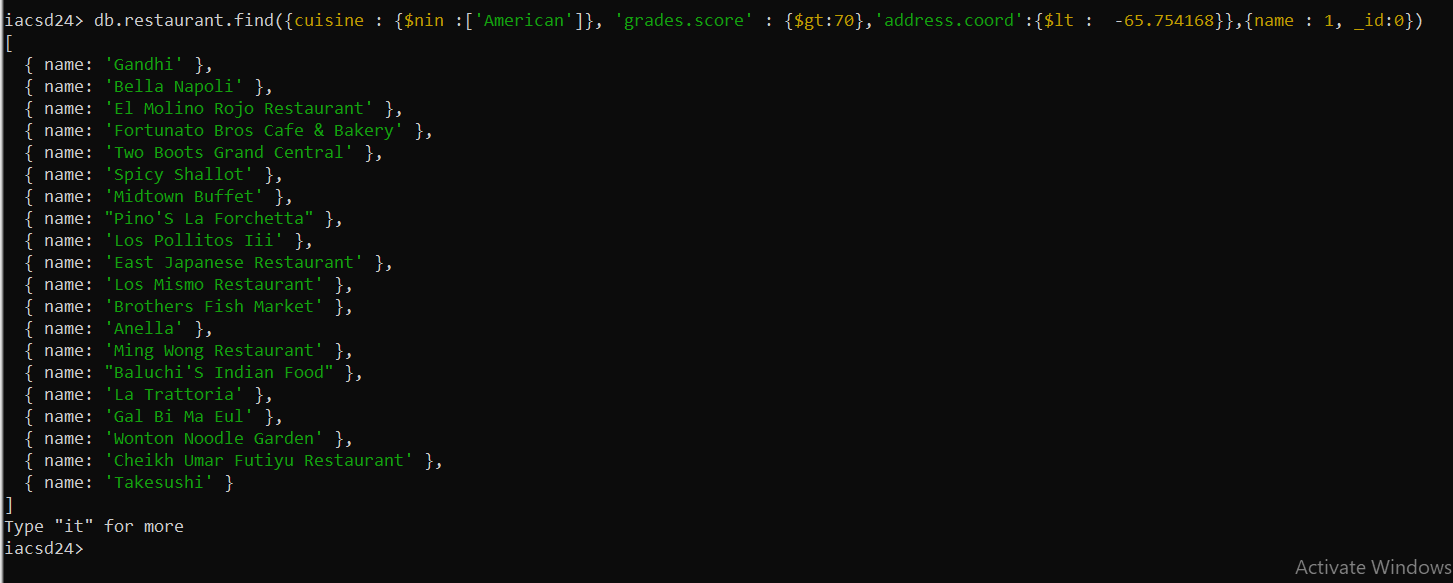 iacsd24> db.restaurant.find({cuisine : {$nin :['American']}, 'grades.score' : {$gt:70},'address.coord':{$lt :  -65.754168}},{name : 1, _id:0})
[
  { name: 'Gandhi' },
  { name: 'Bella Napoli' },
  { name: 'El Molino Rojo Restaurant' },
  { name: 'Fortunato Bros Cafe & Bakery' },
  { name: 'Two Boots Grand Central' },
  { name: 'Spicy Shallot' },
  { name: 'Midtown Buffet' },
  { name: "Pino'S La Forchetta" },
  { name: 'Los Pollitos Iii' },
  { name: 'East Japanese Restaurant' },
  { name: 'Los Mismo Restaurant' },
  { name: 'Brothers Fish Market' },
  { name: 'Anella' },
  { name: 'Ming Wong Restaurant' },
  { name: "Baluchi'S Indian Food" },
  { name: 'La Trattoria' },
  { name: 'Gal Bi Ma Eul' },
  { name: 'Wonton Noodle Garden' },
  { name: 'Cheikh Umar Futiyu Restaurant' },
  { name: 'Takesushi' }
]
Type "it" for more
iacsd24>
Activate Windows